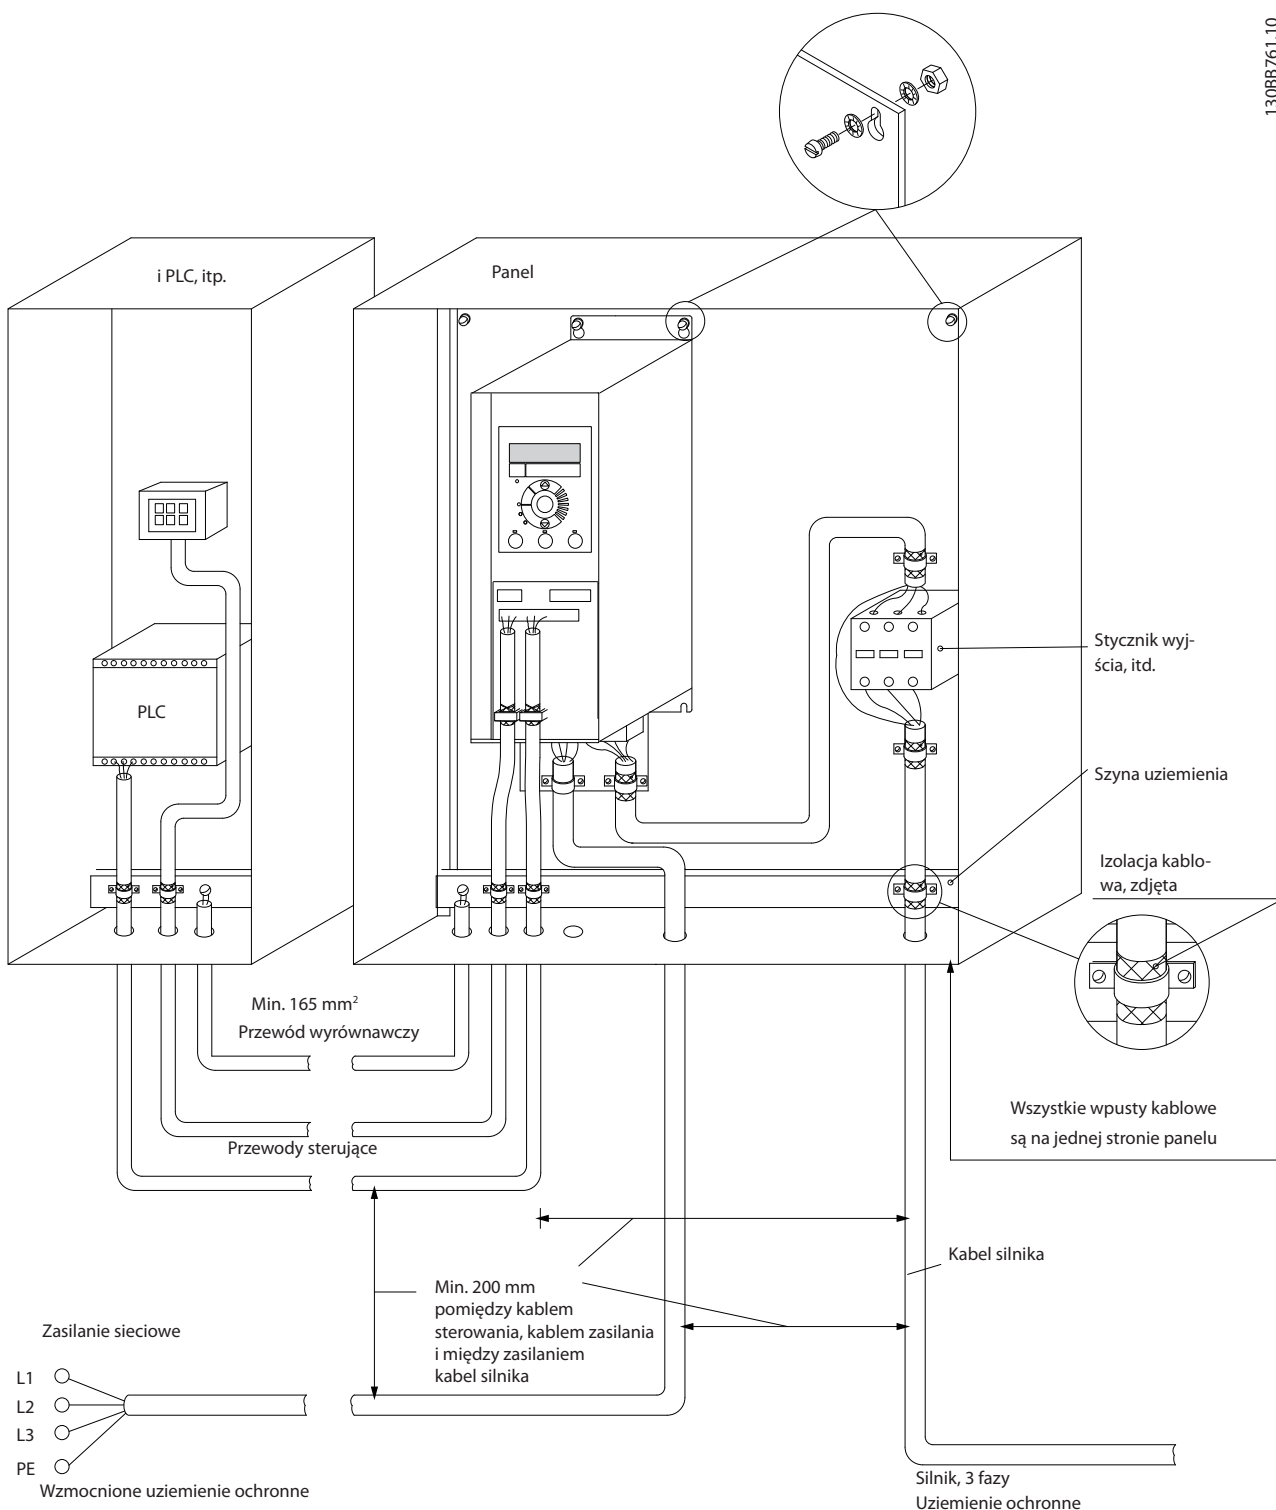 130BB761.10
i PLC, itp.
Panel
PLC
Stycznik wyj-
ścia, itd.
Szyna uziemienia
Izolacja kablo-
wa, zdjęta
Min. 165 mm²
Przewód wyrównawczy
Przewody sterujące
Wszystkie wpusty kablowe
są na jednej stronie panelu
Kabel silnika
Min. 200 mm
pomiędzy kablem
sterowania, kablem zasilania
i między zasilaniem
kabel silnika
Zasilanie sieciowe
L1
L2
L3
PE
Wzmocnione uziemienie ochronne
Silnik, 3 fazy
Uziemienie ochronne